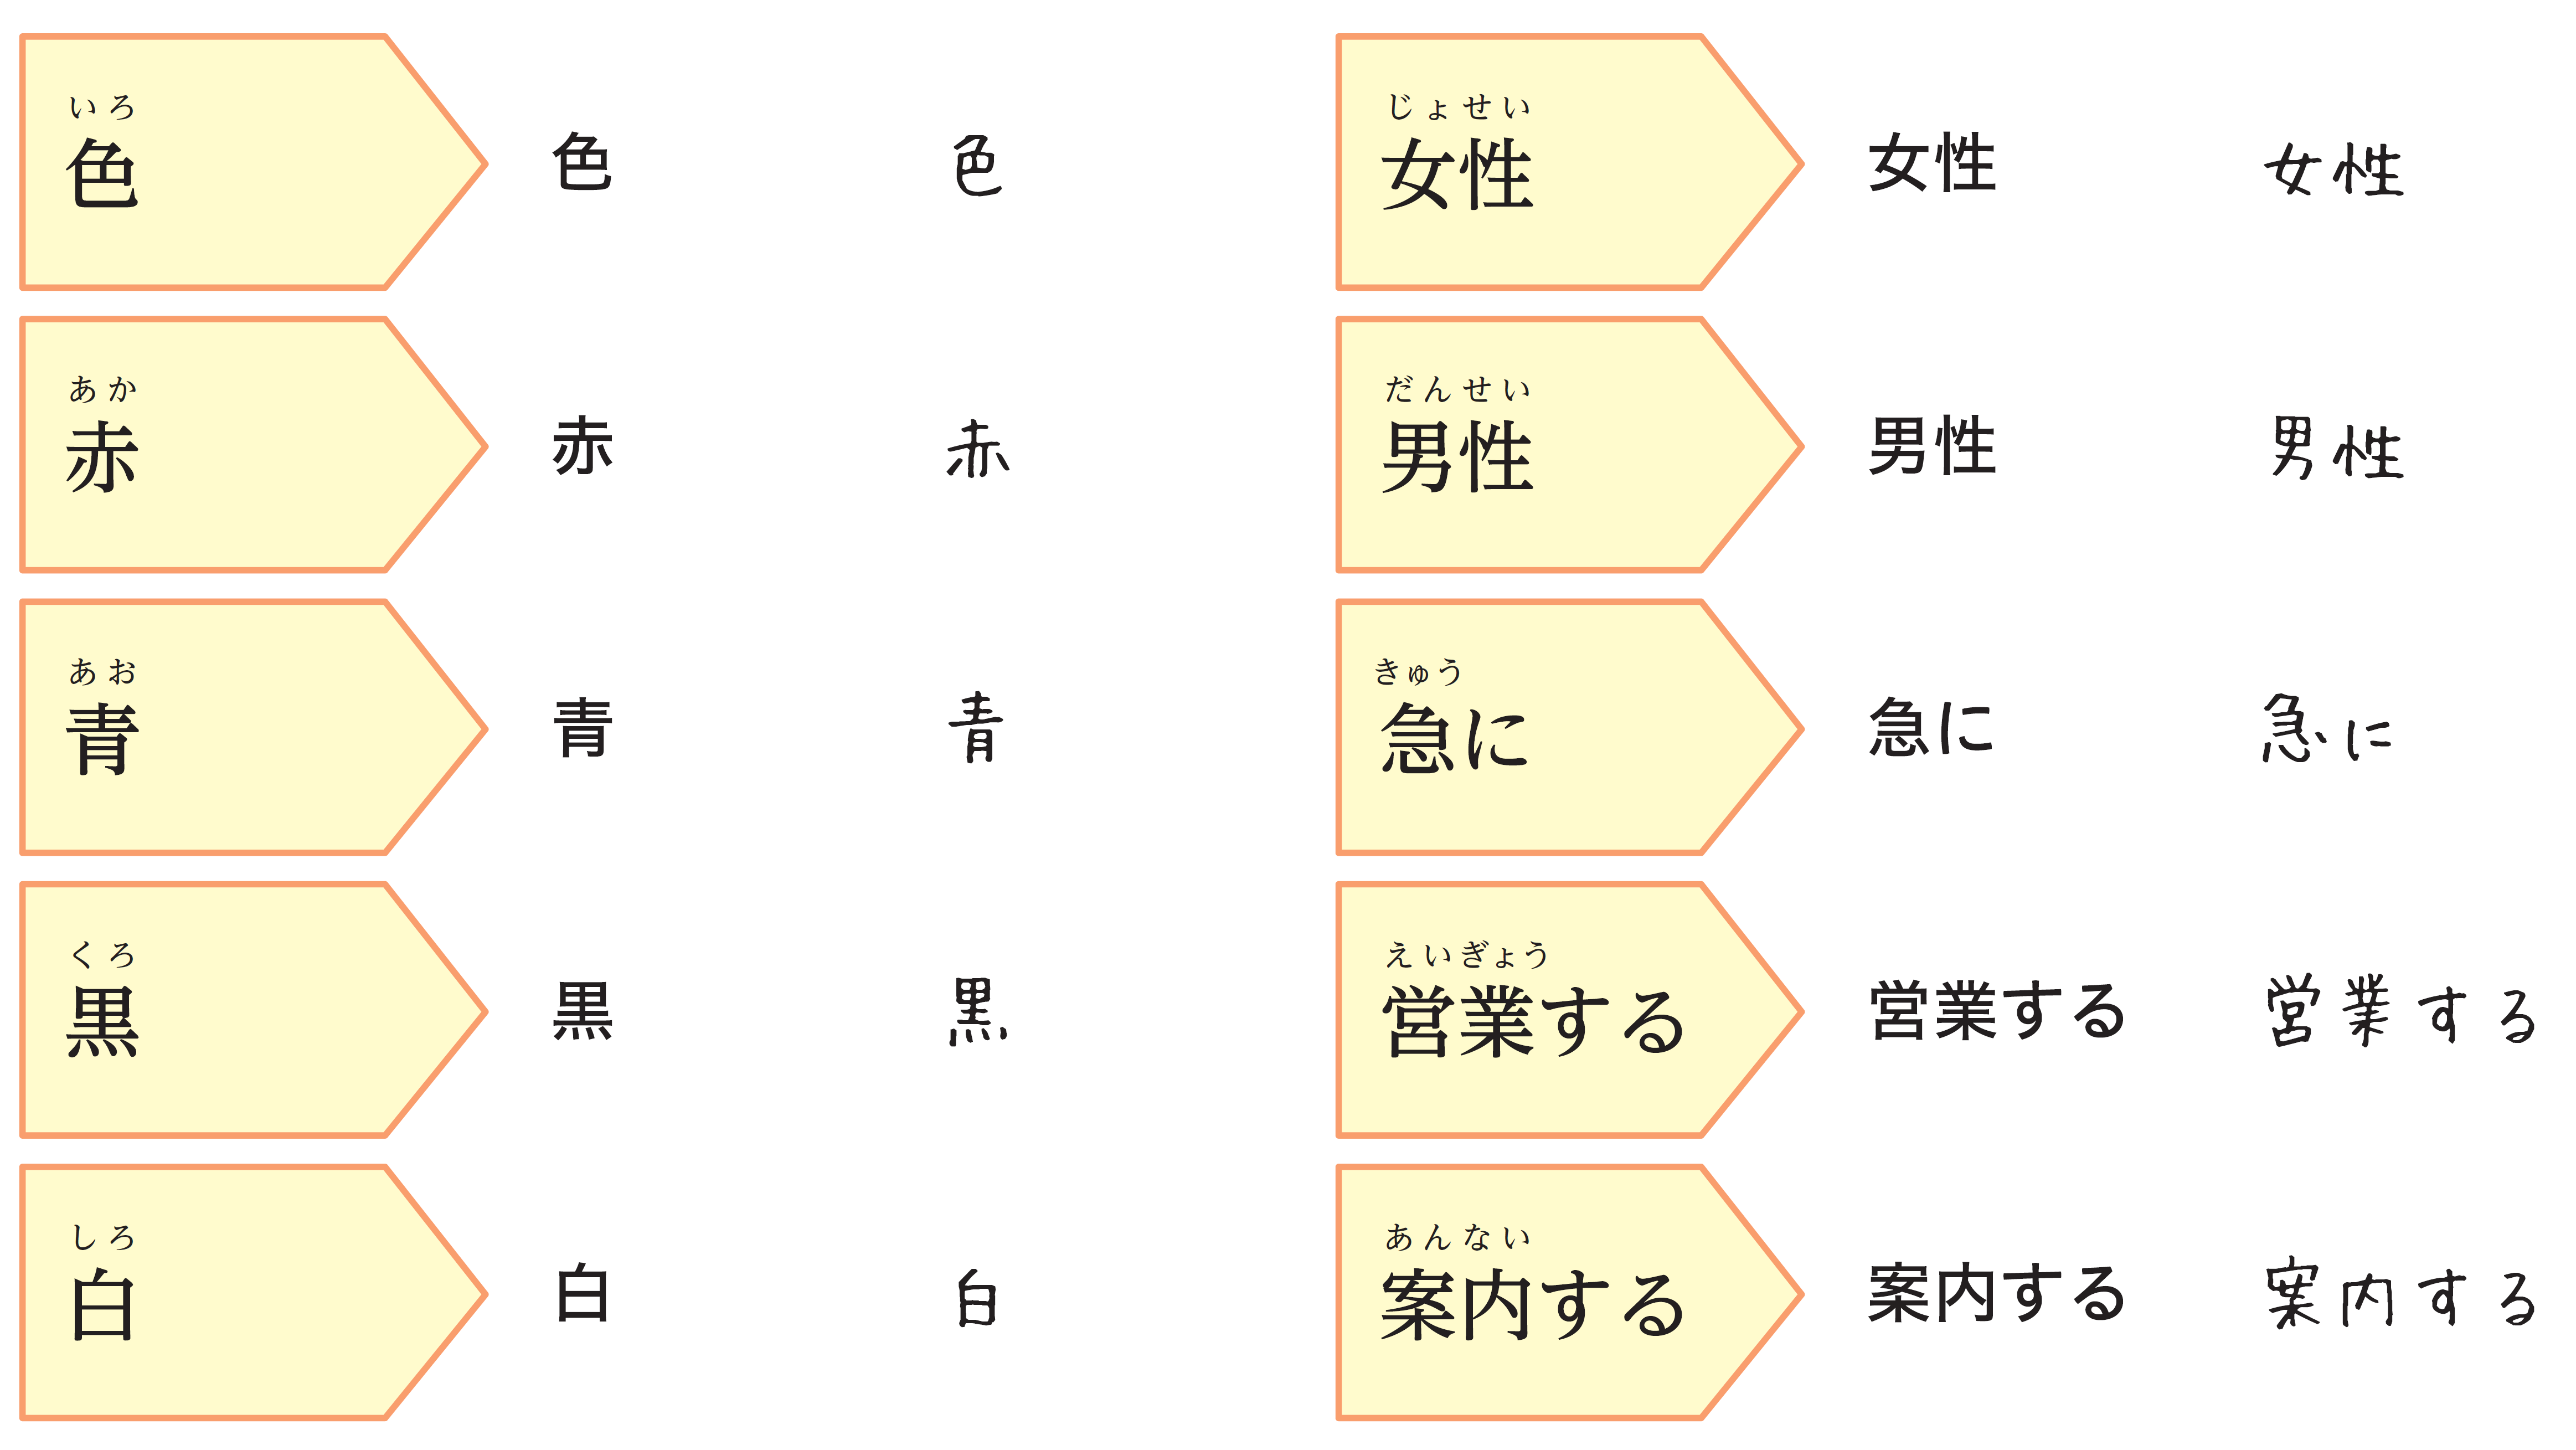 いろ
色 色 色
あか
赤 赤 赤
あお
青 青 青
くろ
黒 黒 黒
しろ
白 白 白
じょせい
女性 女性 女性
だんせい
男性 男性 男性
きゅう
急に 急に 急に
えいぎょう
営業する 営業する 営業する
あんない
案内する 案内する 案内する